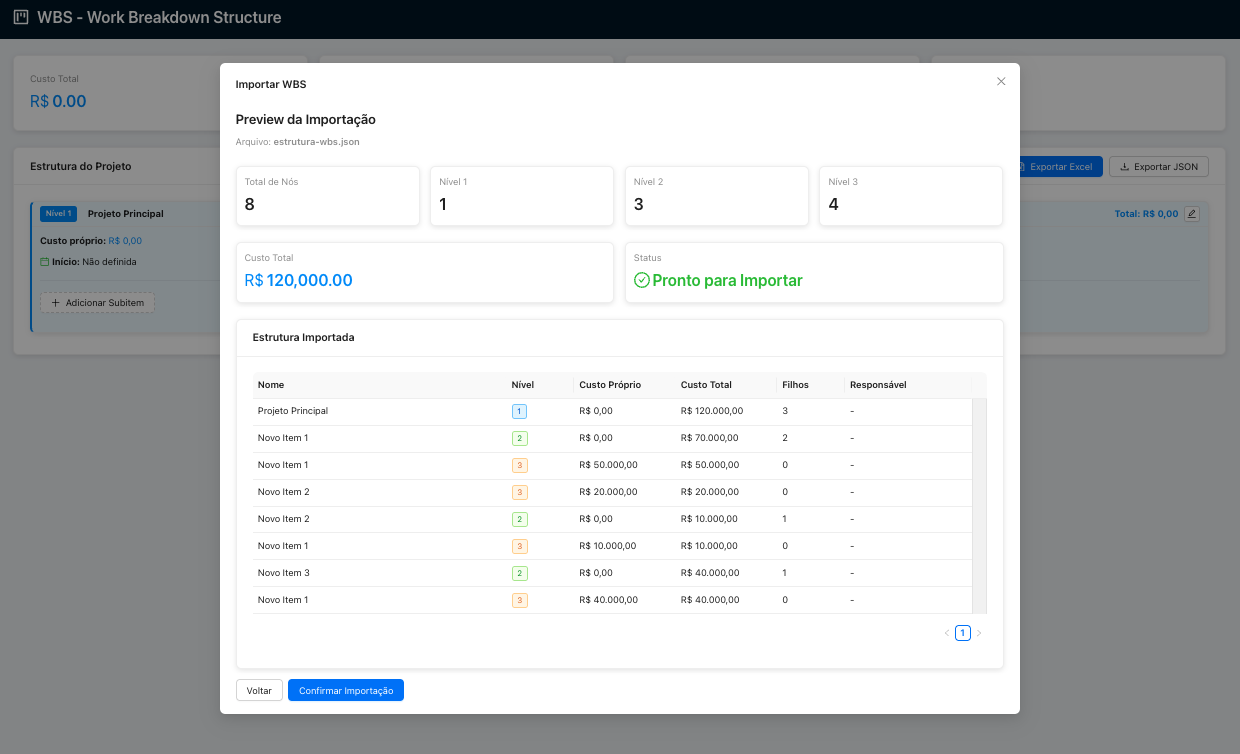 WBS - Work Breakdown Structure
Custo Total
R$ 0.00
Estrutura do Projeto
Exportar Excel
Exportar JSON
Nível 1 Projeto Principal
Total: R$ 0,00
Custo próprio: R$ 0,00
Início: Não definida
Adicionar Subitem
Importar WBS
Preview da Importação
Arquivo: estrutura-wbs.json
Total de Nós
8
Nível 1
1
Nível 2
3
Nível 3
4
Custo Total
R$ 120,000.00
Status
Pronto para Importar
Estrutura Importada
Nome Nível Custo Próprio Custo Total Filhos Responsável
Projeto Principal 1 R$ 0,00 R$ 120.000,00 3 -
Novo Item 1 2 R$ 0,00 R$ 70.000,00 2 -
Novo Item 1 3 R$ 50.000,00 R$ 50.000,00 0 -
Novo Item 2 3 R$ 20.000,00 R$ 20.000,00 0 -
Novo Item 2 2 R$ 0,00 R$ 10.000,00 1 -
Novo Item 1 3 R$ 10.000,00 R$ 10.000,00 0 -
Novo Item 3 2 R$ 0,00 R$ 40.000,00 1 -
Novo Item 1 3 R$ 40.000,00 R$ 40.000,00 0 -
1
Voltar
Confirmar Importação